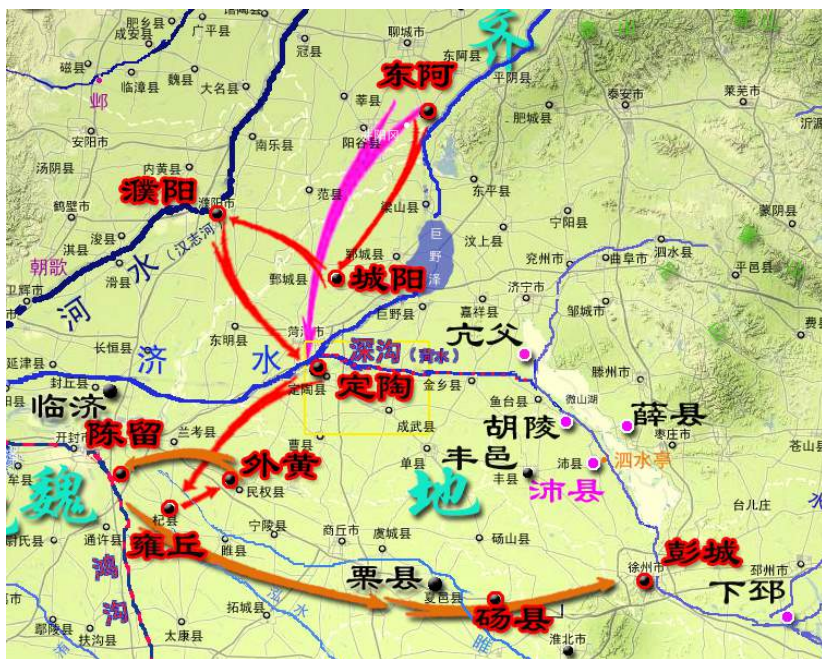 肥乡县
广平县
成安县
冠县
聊城市
东阿县
齐
磁县
临漳县
魏县
大名县
莘县
东阿
平阴县
泰安市
莱芜市
邺
肥城县
沂源
安阳市
南乐县
阳谷县
汤阴县
内黄县
濮阳
濮阳市
范县
梁山县
东平县
宁阳县
蒙阴县
鹤壁市
浚县
淇县
朝歌
滑县
卫辉市
河水
(汉志河)
郓城县
鄄城县
城阳
巨野泽
汶上县
兖州市
曲阜市
泗水县
平邑县
济宁市
嘉祥县
巨野县
邹城市
费县
长恒县
东明县
延津县
封丘县
济水
深沟
亢父
定陶
定陶县
金乡县
滕州市
临济
鱼台县
微山湖
胡陵
薛县
枣庄市
苍山县
开封市
兰考县
陈留
曹县
成武县
外黄
民权县
单县
丰邑
丰县
沛县
泗水亭
沛县
地
魏
杞县
雍丘
通许县
尉氏县
鸿沟
宁陵县
睢县
商丘市
虞城县
砀山县
台儿庄
栗县
夏邑县
砀县
徐州市
彭城
邳州市
下邳
鄢陵县
扶沟县
太康县
柘城县
睢
淮北市